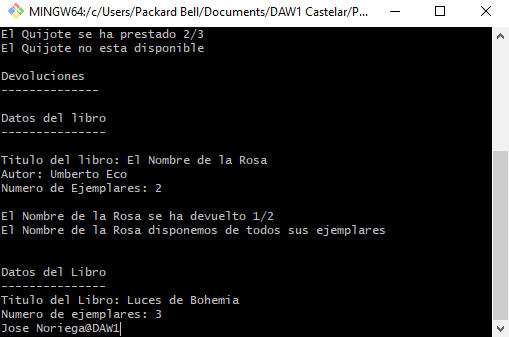 MINGW64:/c/Users/Packard Bell/Documents/DAW1 Castelar/P...
El Quijote se ha prestado 2/3
El Quijote no esta disponible
Devoluciones
--------------
Datos del libro
---------------
Titulo del libro: El Nombre de la Rosa
Autor: Umberto Eco
Numero de Ejemplares: 2
El Nombre de la Rosa se ha devuelto 1/2
El Nombre de la Rosa disponemos de todos sus ejemplares
Datos del Libro
---------------
Titulo del Libro: Luces de Bohemia
Numero de ejemplares: 3
Jose Noriega@DAW1